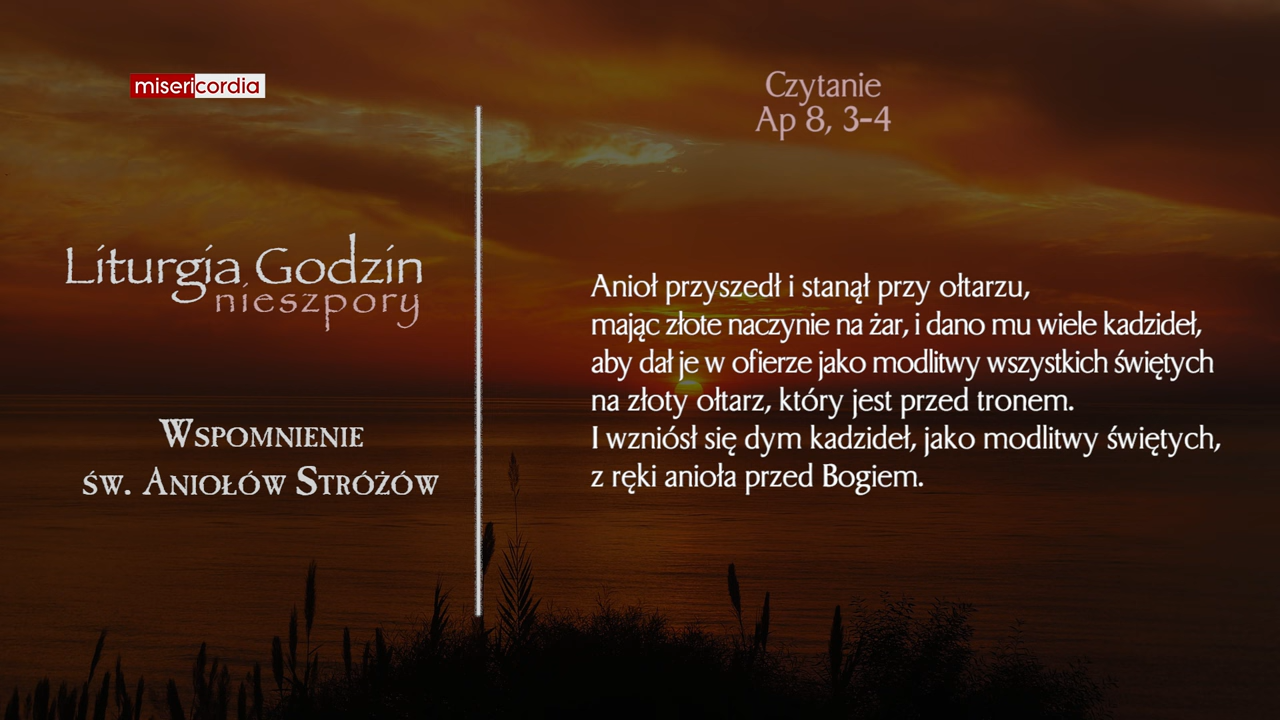 misericordia
Liturgia Godzin
nieszpory
Wspomnienie
św. Aniołów Stróżów
Czytanie
Ap 8, 3-4
Anioł przyszedł i stanął przy ołtarzu,
mając złote naczynie na żar, i dano mu wiele kadzideł,
aby dał je w ofierze jako modlitwy wszystkich świętych
na złoty ołtarz, który jest przed tronem.
I wzniósł się dym kadzideł, jako modlitwy świętych,
z ręki anioła przed Bogiem.